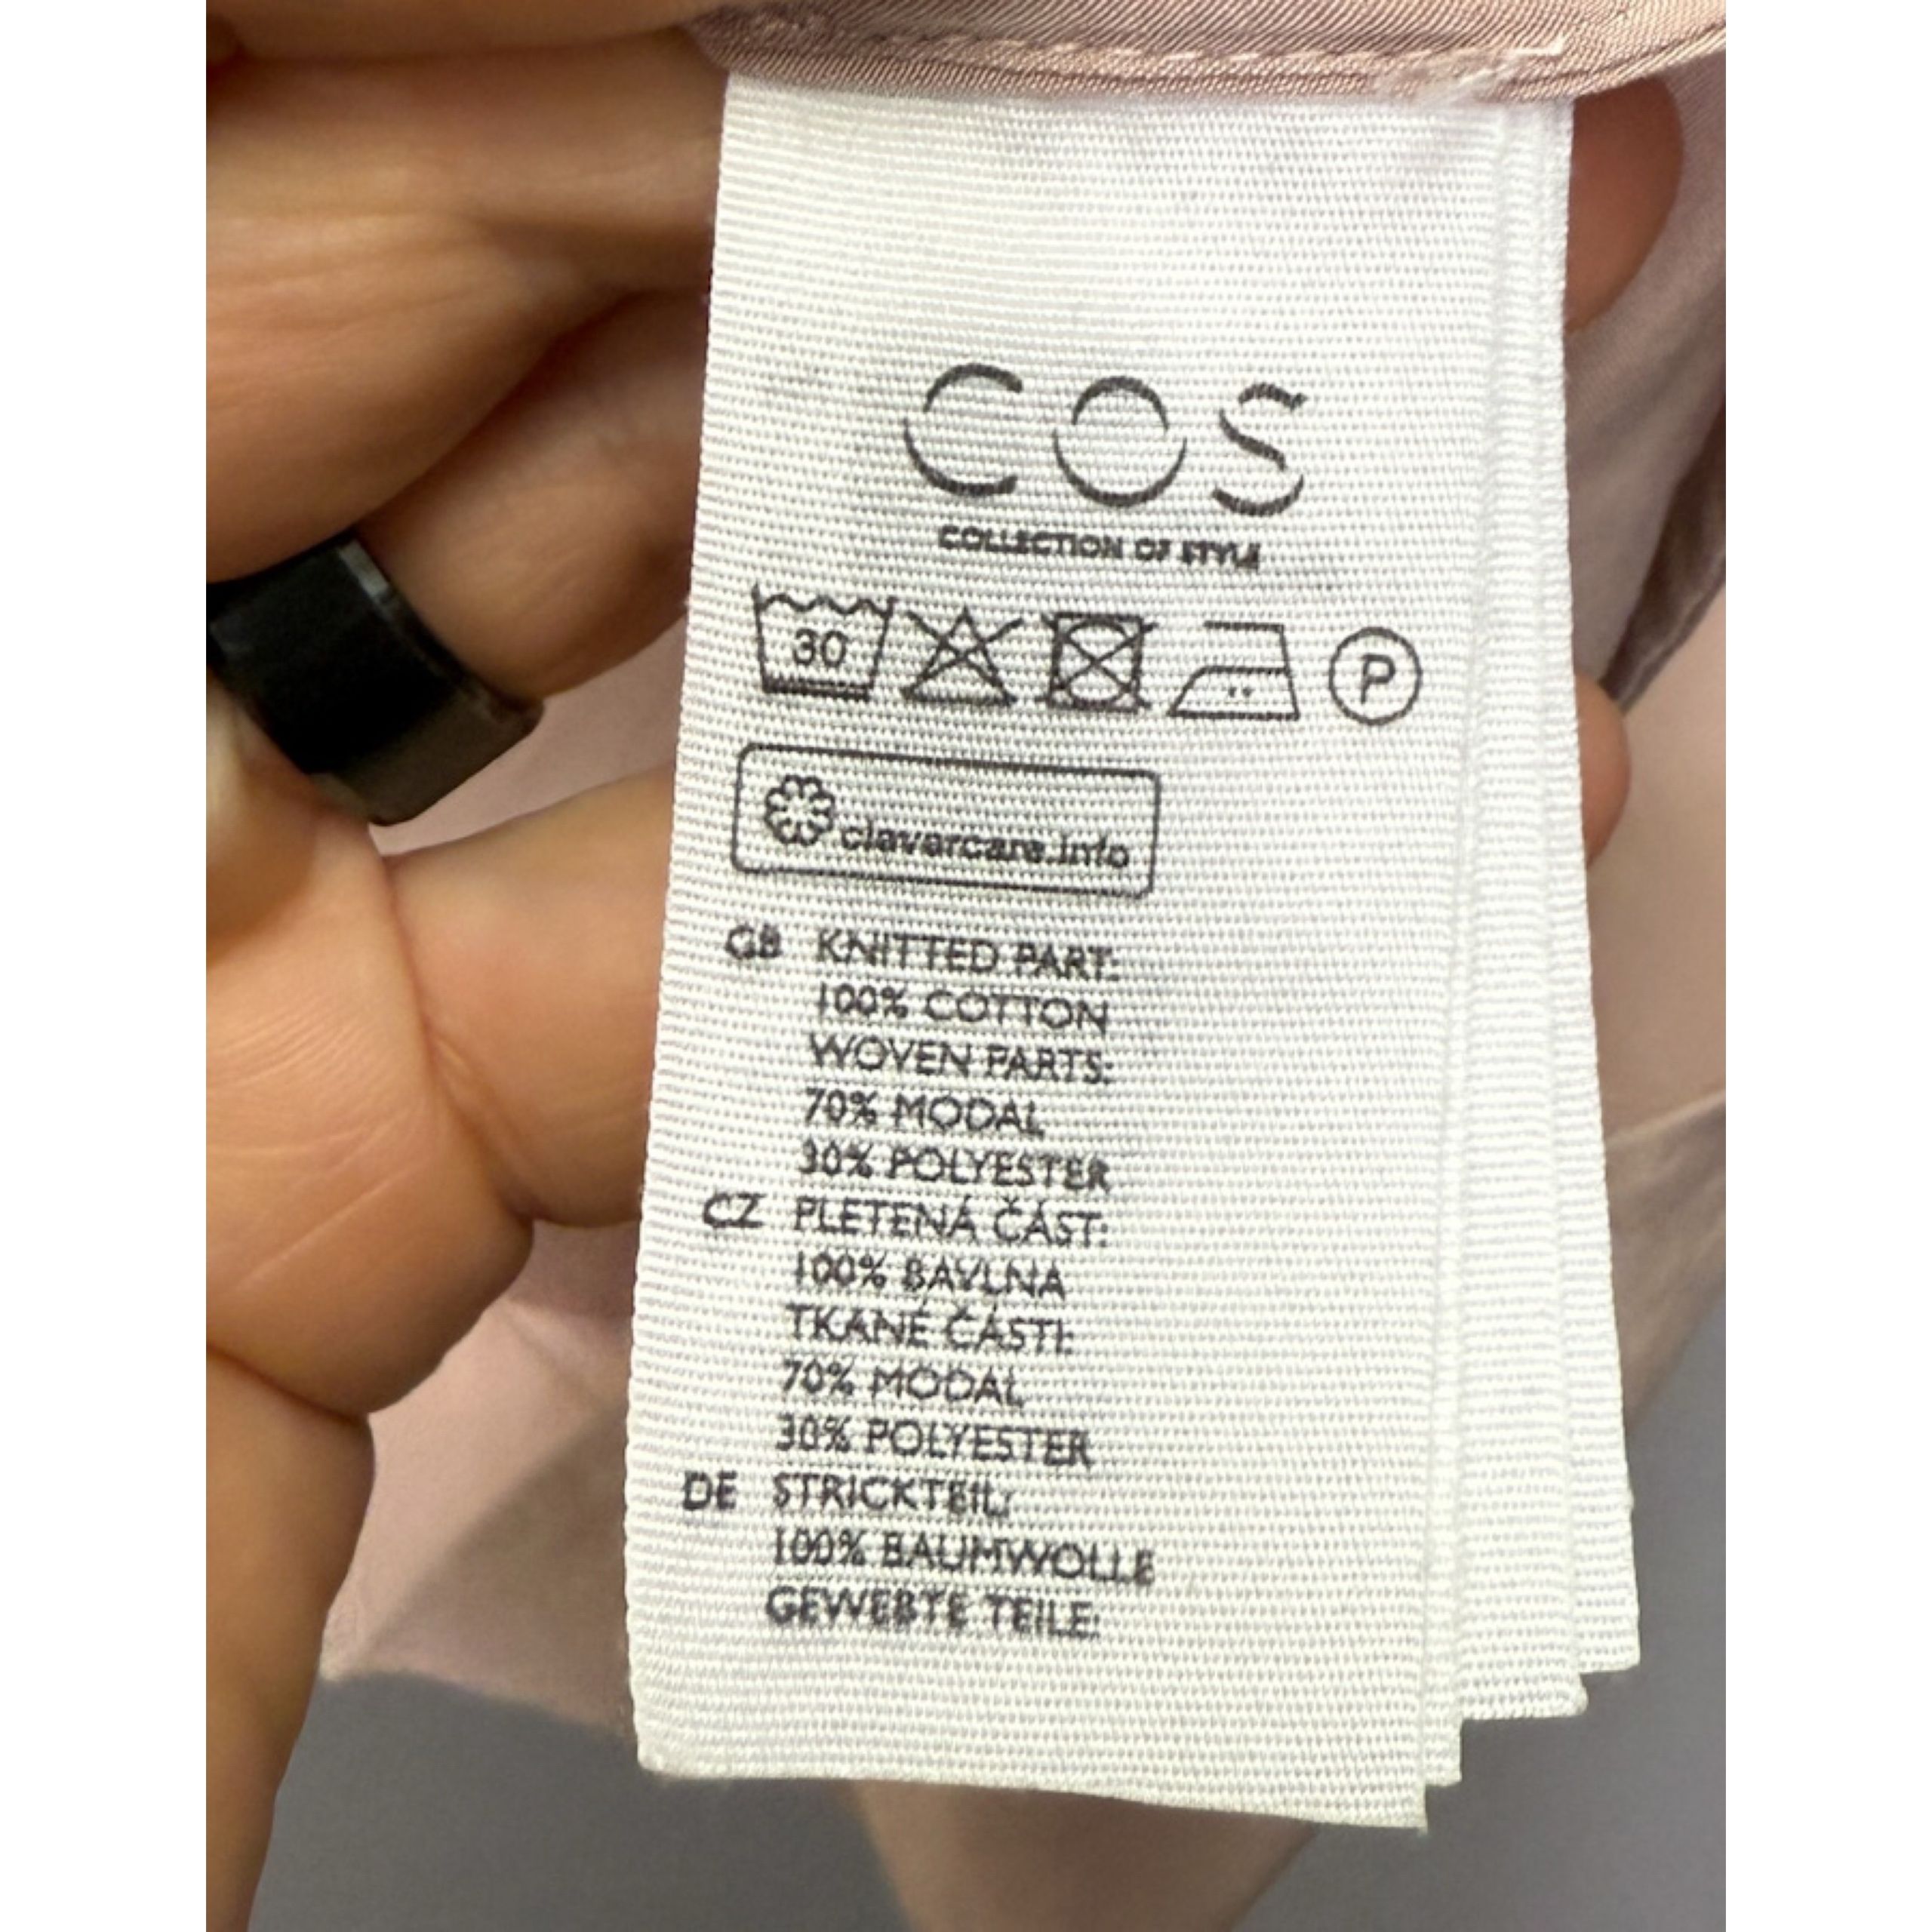 COS
COLLECTION OF STYLE
30
P
clevercare.info
GB KNITTED PART:
100% COTTON
WOVEN PARTS:
70% MODAL
30% POLYESTER
CZ PLETENÁ ČÁST:
100% BAVLNA
TKANÉ ČÁSTI:
70% MODAL
30% POLYESTER
DE STRICKTEIL:
100% BAUMWOLLE
GEWEBTE TEILE: